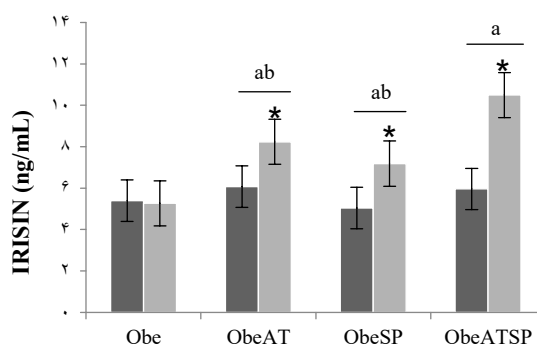 IRISIN (ng/mL)
۱۴
۱۲
۱۰
۸
۶
۴
۲
۰
ab
*
ab
*
a
*
Obe
ObeAT
ObeSP
ObeATSP